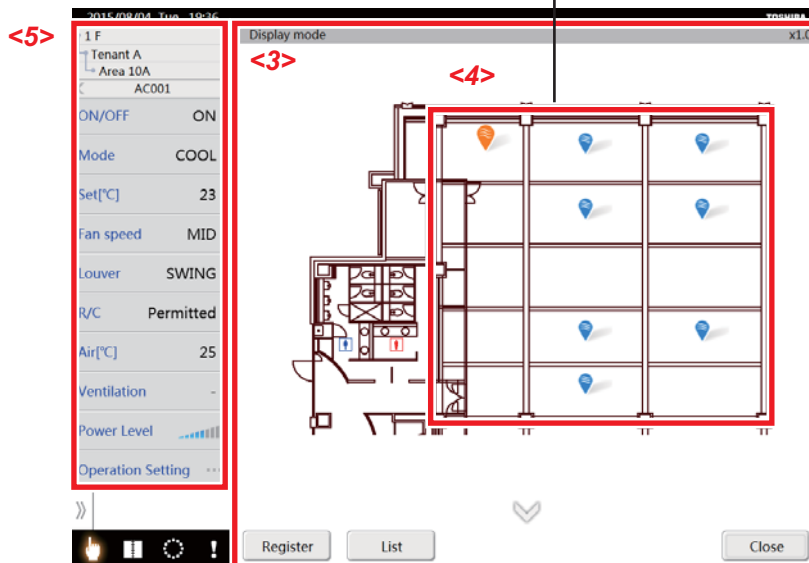 2015/08/04 Tue 19:36
TOSHIBA
<5>
1 F
Tenant A
Area 10A
AC001
ON/OFF ON
Mode COOL
Set[°C] 23
Fan speed MID
Louver SWING
R/C Permitted
Air[°C] 25
Ventilation -
Power Level
Operation Setting ...
Display mode x1.0
<3>
<4>
Register
List
Close